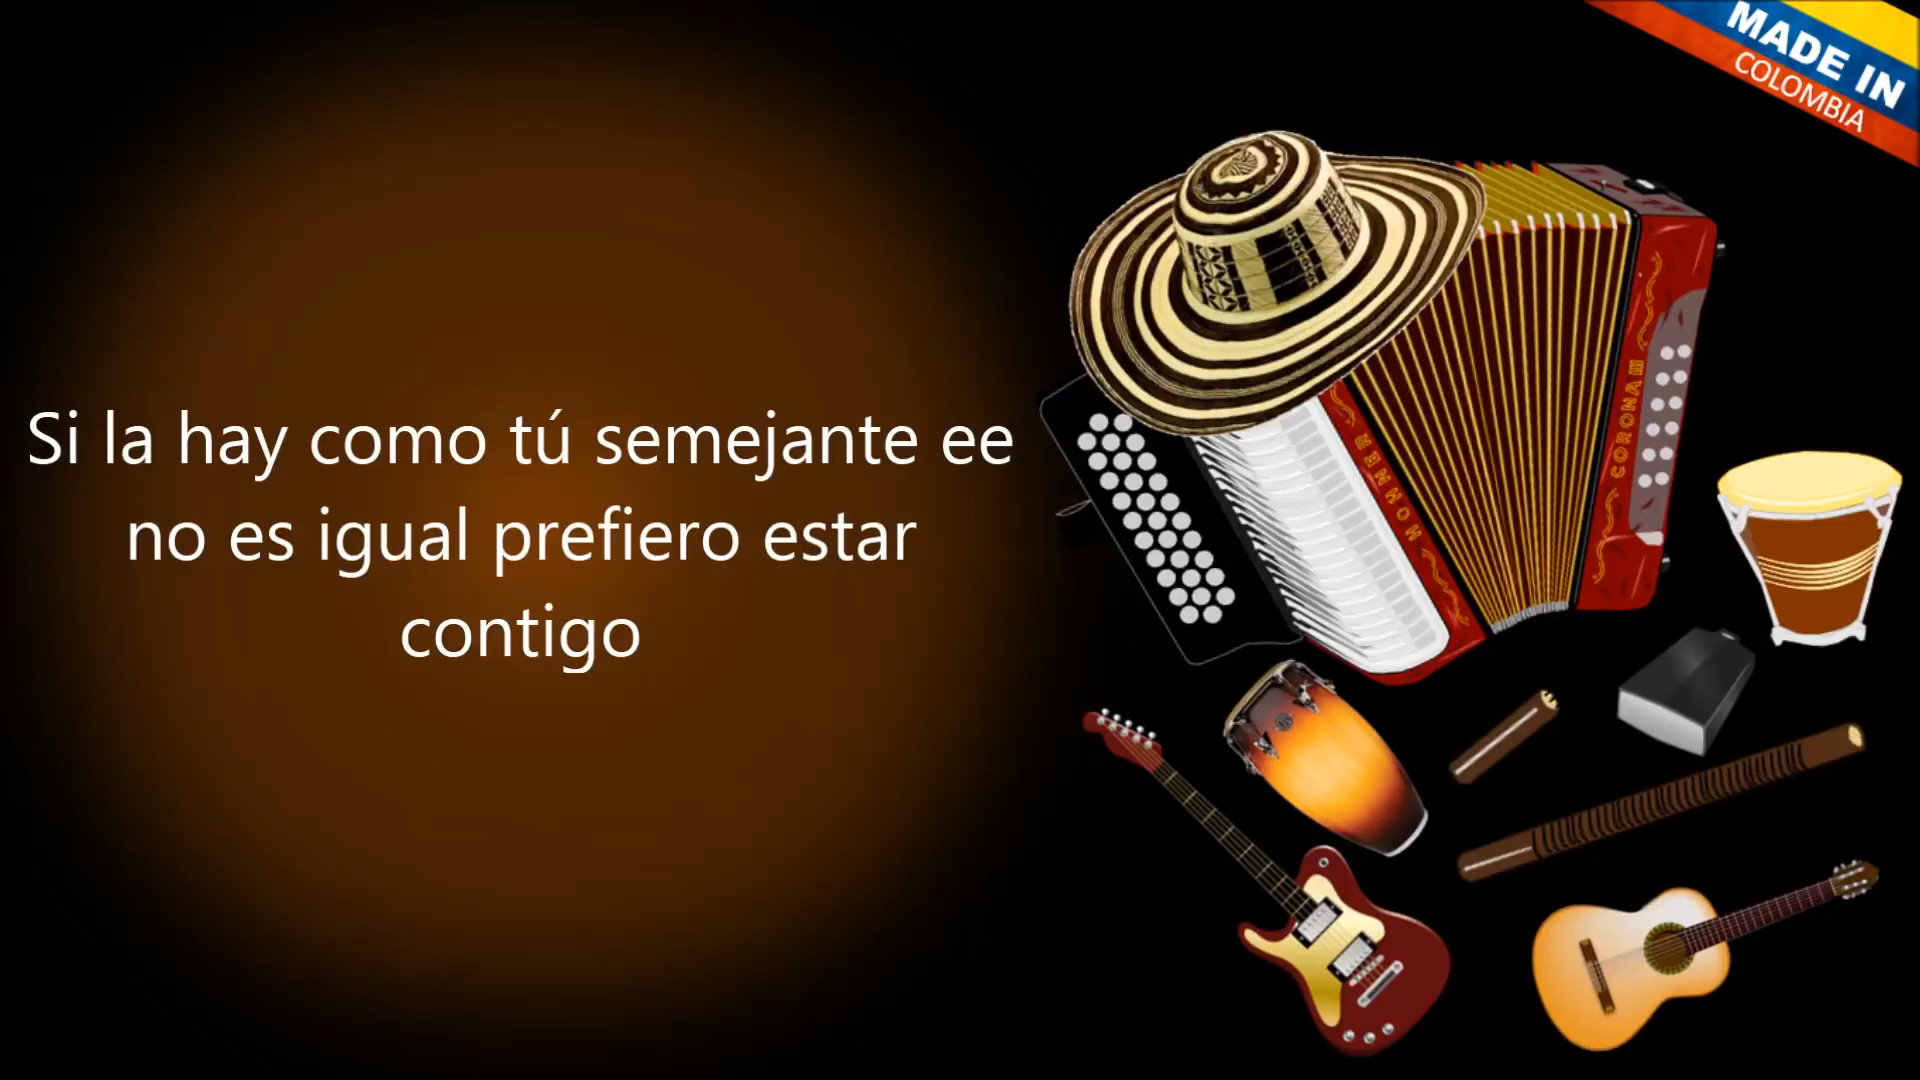 MADE IN
COLOMBIA
Si la hay como tú semejante ee
no es igual prefiero estar
contigo
HOHNER
CORONA III